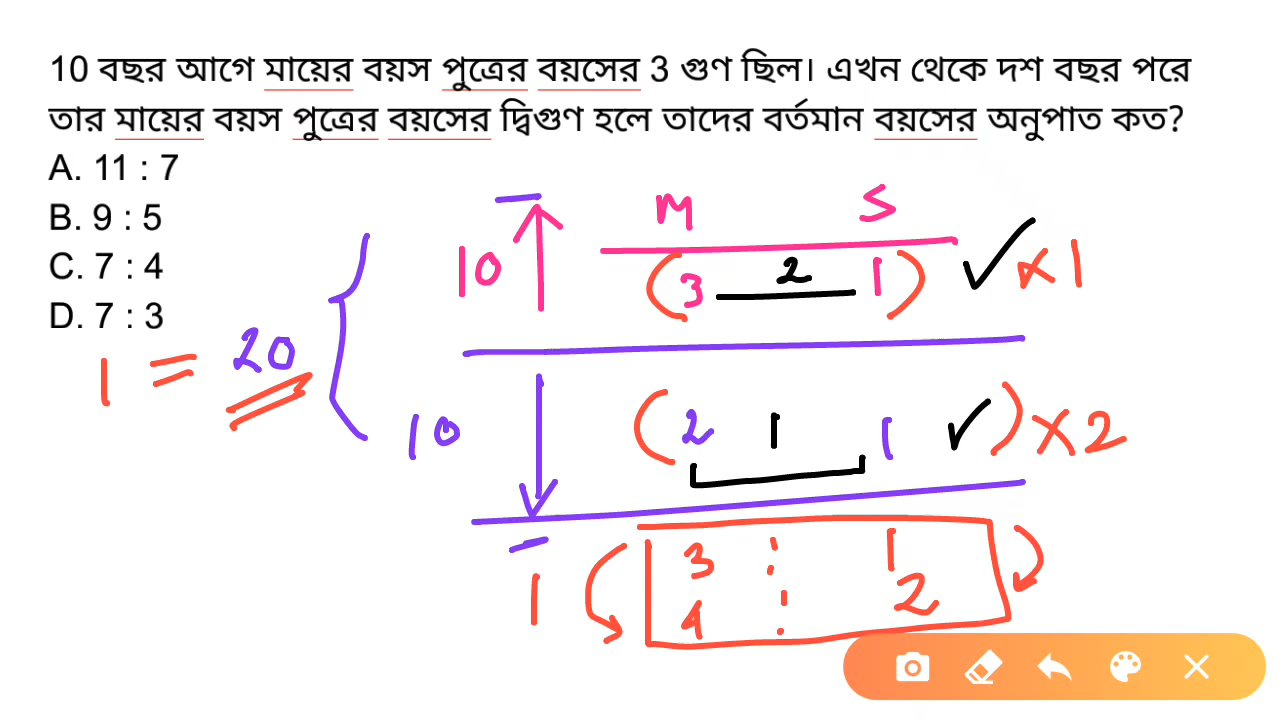 10 বছর আগে মায়ের বয়স পুত্রের বয়সের 3 গুণ ছিল। এখন থেকে দশ বছর পরে
তার মায়ের বয়স পুত্রের বয়সের দ্বিগুণ হলে তাদের বর্তমান বয়সের অনুপাত কত?
A. 11 : 7
B. 9 : 5
C. 7 : 4
D. 7 : 3
M S
10 (3 2 1) ✓ ×1
1 = 20
10 (2 1 1 ✓) ×2
3 : 1
1 4 : 2